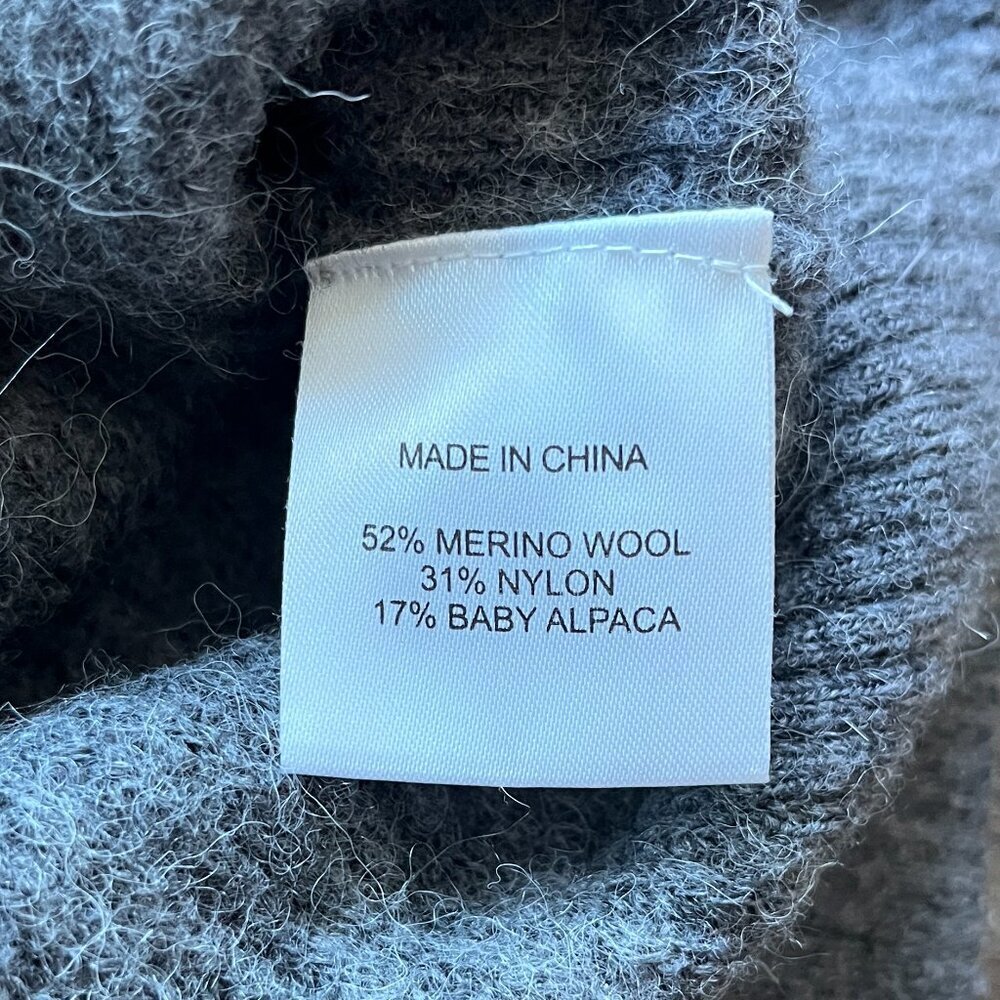 MADE IN CHINA
52% MERINO WOOL
31% NYLON
17% BABY ALPACA